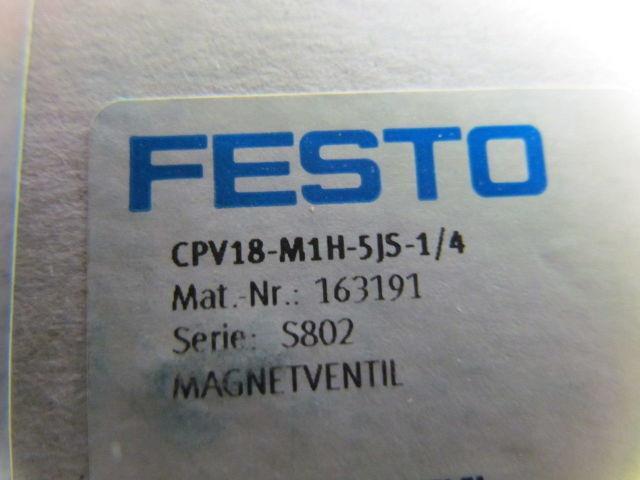 FESTO
CPV18-M1H-5JS-1/4
Mat.-Nr.: 163191
Serie: S802
MAGNETVENTIL